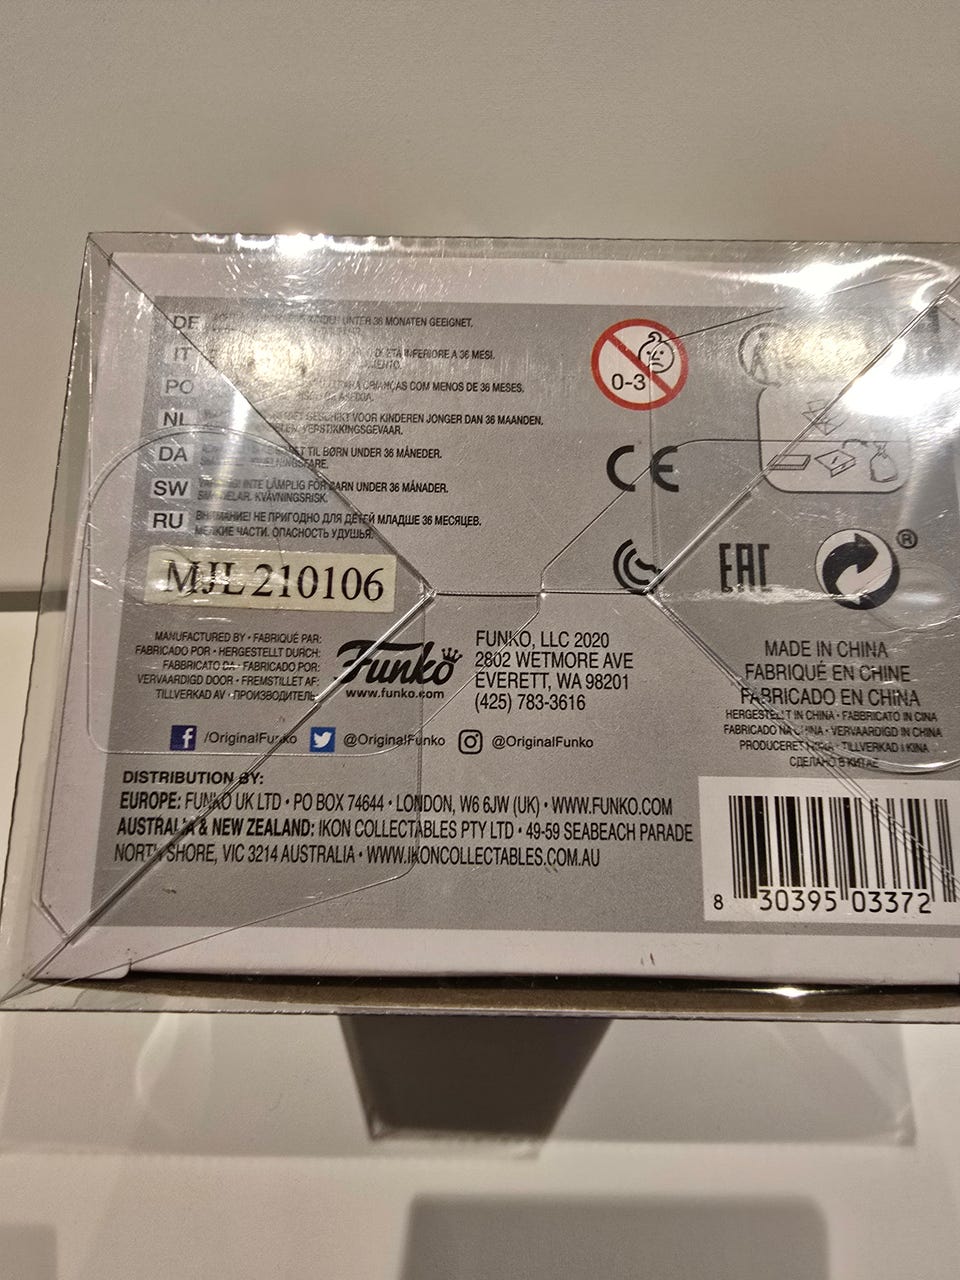 DE UNTER 36 MONATEN GEEIGNET.
IT INFERIORE A 36 MESI.
PO CRIANÇAS COM MENOS DE 36 MESES.
NL GESCHIKT VOOR KINDEREN JONGER DAN 36 MAANDEN.
VERSTIKKINGSGEVAAR.
DA TIL BØRN UNDER 36 MÅNEDER.
SW INTE LÄMPLIG FÖR BARN UNDER 36 MÅNADER.
KVÄVNINGSRISK.
RU ВНИМАНИЕ! НЕ ПРИГОДНО ДЛЯ ДЕТЕЙ МЛАДШЕ 36 МЕСЯЦЕВ.
МЕЛКИЕ ЧАСТИ. ОПАСНОСТЬ УДУШЬЯ.
0-3
CE
EAC
®
MJL 210106
MANUFACTURED BY • FABRIQUÉ PAR:
FABRICADO POR • HERGESTELLT DURCH:
FABBRICATO DA • FABRICADO POR:
VERVAARDIGD DOOR • FREMSTILLET AF:
TILLVERKAD AV • ПРОИЗВОДИТЕЛЬ:
Funko
www.funko.com
FUNKO, LLC 2020
2802 WETMORE AVE
EVERETT, WA 98201
(425) 783-3616
MADE IN CHINA
FABRIQUÉ EN CHINE
FABRICADO EN CHINA
HERGESTELLT IN CHINA • FABBRICATO IN CINA
FABRICADO NA CHINA • VERVAARDIGD IN CHINA
PRODUCERET I KINA • TILLVERKAD I KINA
СДЕЛАНО В КИТАЕ
f /OriginalFunko @OriginalFunko @OriginalFunko
DISTRIBUTION BY:
EUROPE: FUNKO UK LTD • PO BOX 74644 • LONDON, W6 6JW (UK) • WWW.FUNKO.COM
AUSTRALIA & NEW ZEALAND: IKON COLLECTABLES PTY LTD • 49-59 SEABEACH PARADE
NORTH SHORE, VIC 3214 AUSTRALIA • WWW.IKONCOLLECTABLES.COM.AU
8 30395 03372